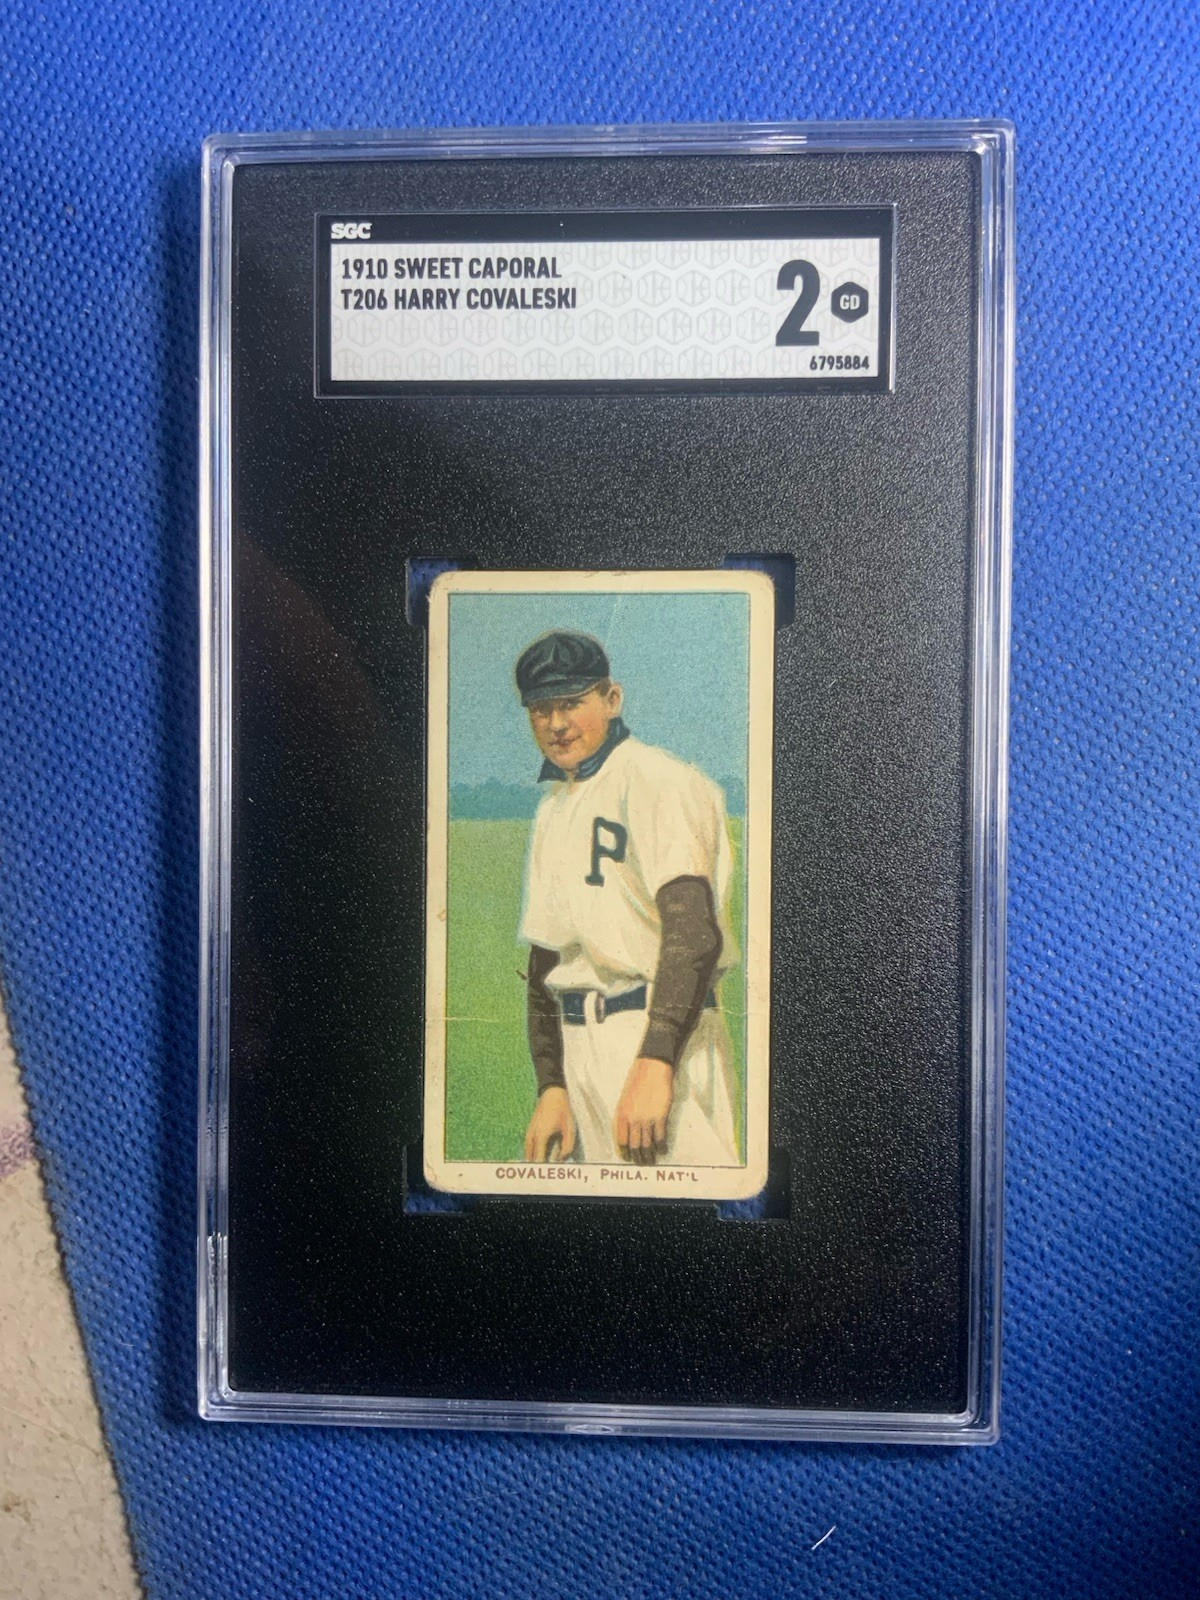 SGC
1910 SWEET CAPORAL
T206 HARRY COVALESKI
2 GD
6795884
P
COVALESKI, PHILA. NAT'L